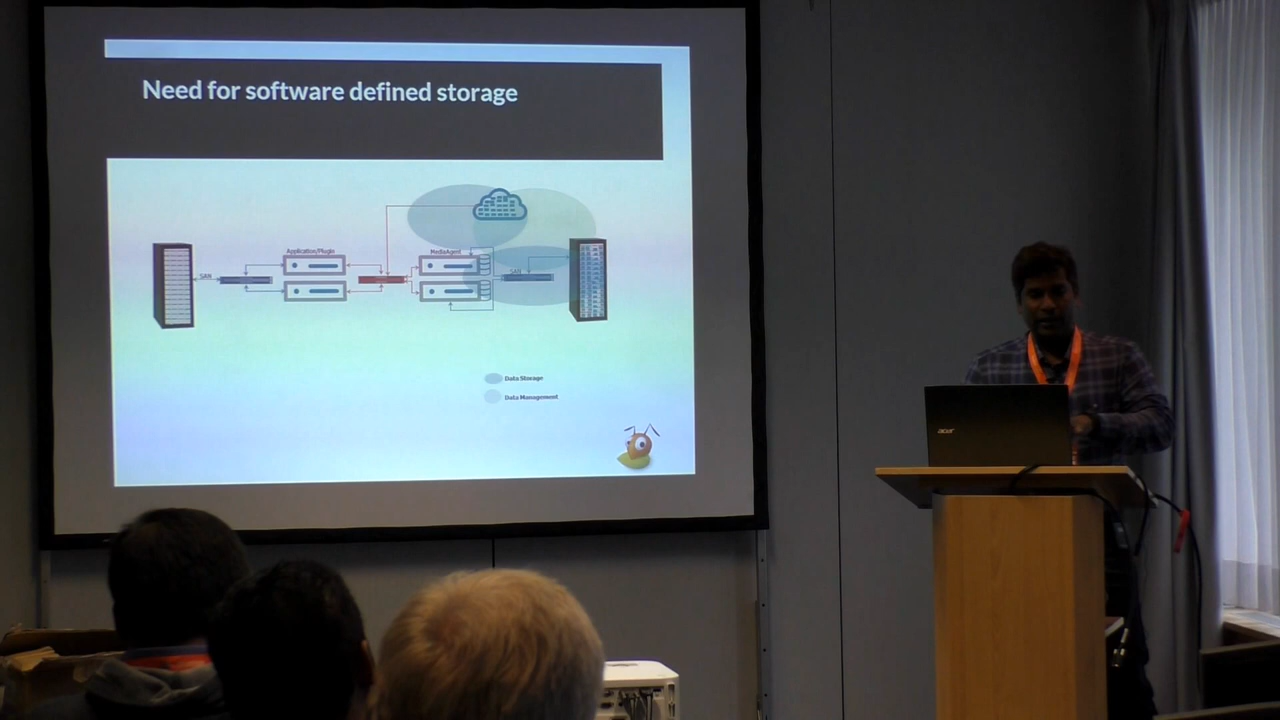 Need for software defined storage
Application/Plugin
MediaAgent
SAN
SAN
Data Storage
Data Management
acer